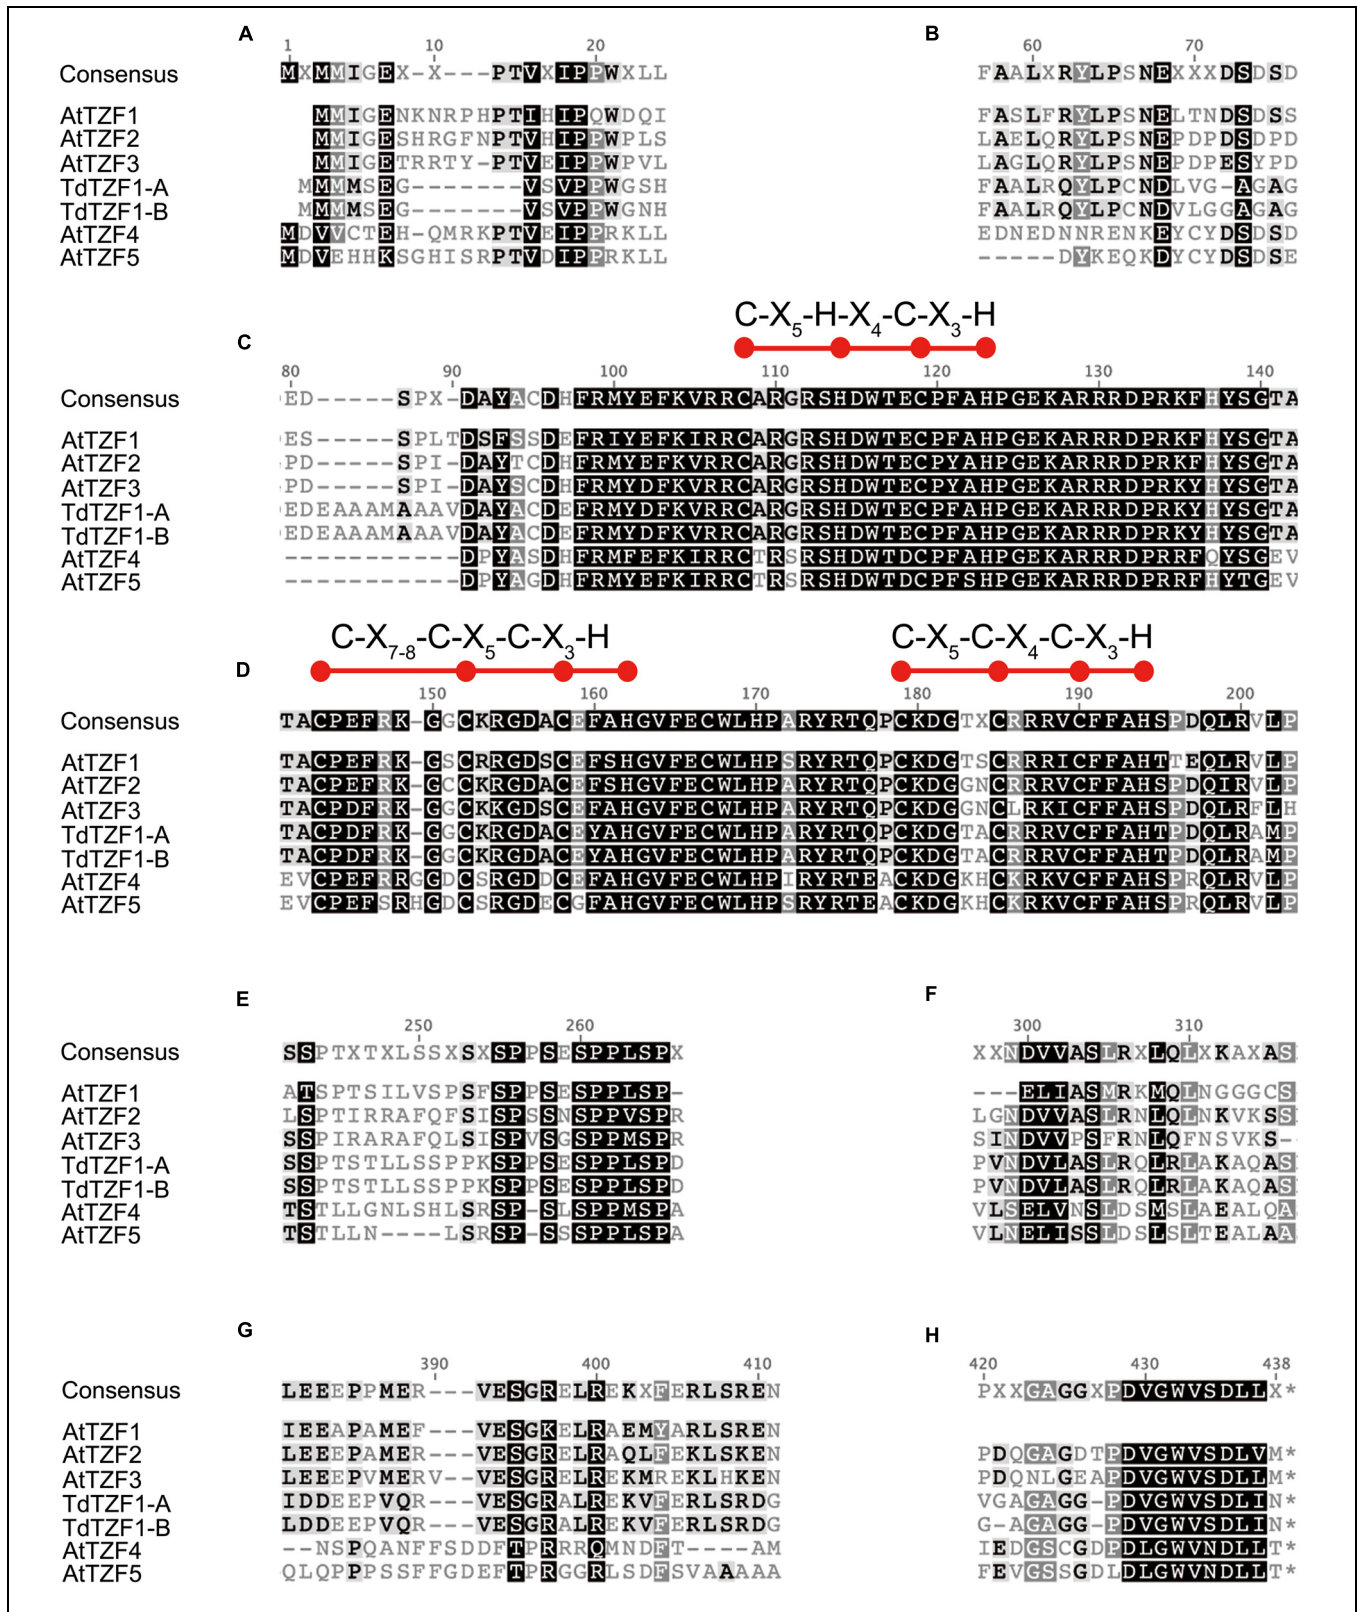 A
1 10 20
Consensus MXMMIGEX-X---PTVXIPPWXLL
AtTZF1 MMIGENKNRPHPTIHIPQWDQI
AtTZF2 MMIGESHRGFNPTVHIPPWPLS
AtTZF3 MMIGETRRTY-PTVEIPPWPVL
TdTZF1-A MMMMSEG-------VSVPPWGSH
TdTZF1-B MMMMSEG-------VSVPPWGNH
AtTZF4 MDVVCTEH-QMRKPTVEIPPRKLL
AtTZF5 MDVEHHKSGHISRPTVDIPPRKLL
B
60 70
FAALXRYLPSNEXXXDSDSD
FASLFRYLPSNELTNDSDSS
LAELQRYLPSNEPDPDSDPD
LAGLQRYLPSNEPDPESYPD
FAALRQYLPCNDLVG-AGAG
FAALRQYLPCNDVLGGAGAG
EDNEDNNRENKEYCYDSDSD
-----DYKEQKDYCYDSDSE
C-X5-H-X4-C-X3-H
C
80 90 100 110 120 130 140
Consensus ED-----SPX-DAYACDHFRMYEFKVRRCARGRSHDWTECPFAHPGEKARRRDPRKFHYSGTA
AtTZF1 ES-----SPLTDSFSSDEFRIYEFKIRRCARGRSHDWTECPFAHPGEKARRRDPRKFHYSGTA
AtTZF2 PD-----SPI-DAYTCDHFRMYEFKVRRCARGRSHDWTECPYAHPGEKARRRDPRKFHYSGTA
AtTZF3 PD-----SPI-DAYSCDHFRMYDFKVRRCARGRSHDWTECPYAHPGEKARRRDPRKYHYSGTA
TdTZF1-A EDEAAAMAAAVDAYACDEFRMYDFKVRRCARGRSHDWTECPFAHPGEKARRRDPRKYHYSGTA
TdTZF1-B EDEAAAMAAAVDAYACDEFRMYDFKVRRCARGRSHDWTECPFAHPGEKARRRDPRKYHYSGTA
AtTZF4 -----------DPYASDHFRMFEFKIRRCTRSRSHDWTDCPFAHPGEKARRRDPRRFQYSGEV
AtTZF5 -----------DPYAGDHFRMYEFKIRRCTRSRSHDWTDCPFSHPGEKARRRDPRRFHYTGEV
C-X7-8-C-X5-C-X3-H C-X5-C-X4-C-X3-H
D
150 160 170 180 190 200
Consensus TACPEFRK-GGCKRGDACEFAHGVFECWLHPARYRTQPCKDGTXCRRRVCFFAHSPDQLRVLP
AtTZF1 TACPEFRK-GSCRRGDSCEFSHGVFECWLHPSRYRTQPCKDGTSCRRRICFFAHTTEQLRVLP
AtTZF2 TACPEFRK-GCCKRGDACEFSHGVFECWLHPARYRTQPCKDGGNCRRRVCFFAHSPDQIRVLP
AtTZF3 TACPDFRK-GGCKKGDSCEFAHGVFECWLHPARYRTQPCKDGGNCLRKICFFAHSPDQLRFLH
TdTZF1-A TACPDFRK-GGCKRGDACEYAHGVFECWLHPARYRTQPCKDGTACRRRVCFFAHTPDQLRAMP
TdTZF1-B TACPDFRK-GGCKRGDACEYAHGVFECWLHPARYRTQPCKDGTACRRRVCFFAHTPDQLRAMP
AtTZF4 EVCPEFRRGGDCSRGDDCEFAHGVFECWLHPIRYRTEACKDGKHCKRKVCFFAHSPRQLRVLP
AtTZF5 EVCPEFSRHGDCSRGDECGFAHGVFECWLHPSRYRTEACKDGKHCKRKVCFFAHSPRQLRVLP
E
250 260
Consensus SSPTXTXLSSXSXSPPSESPPLSPX
AtTZF1 ATSPTSILVSPSFSPPSESPPLSP-
AtTZF2 LSPTIRRAFQFSISPSSNSPPVSPR
AtTZF3 SSPIRARAFQLSISPVSGSPPMSPR
TdTZF1-A SSPTSTLLSSPPKSPPSESPPLSPD
TdTZF1-B SSPTSTLLSSPPKSPPSESPPLSPD
AtTZF4 TSTLLGNLSHLSRSP-SLSPPMSPA
AtTZF5 TSTLLN----LSRSP-SSSPPLSPA
F
300 310
XXNDVVASLRXLQLXKAXAS
---ELIASMRKMQLNGGGCS
LGNDVVASLRNLQLNKVKSS
SINDVVPSFRNLQFNSVKS-
PVNDVLASLRQLRLAKAQAS
PVNDVLASLRQLRLAKAQAS
VLSELVNSLDSMSLAEALQA
VLNELISSLDSLSLTEALAA
G
390 400 410
Consensus LEEEPPMER---VESGRELREKXFERLSREN
AtTZF1 IEEAPAMEF---VESGKELRAEMYARLSREN
AtTZF2 LEEEPAMER---VESGRELRAQLFEKLSKEN
AtTZF3 LEEEPVMERV--VESGRELREKMREKLHKEN
TdTZF1-A IDDEEPVQR---VESGRALREKVFERLSRDG
TdTZF1-B LDDEEPVQR---VESGRALREKVFERLSRDG
AtTZF4 --NSPQANFFSDDFTPRRRQMNDFT----AM
AtTZF5 QLQPPPSSFFGDEFTPRGGRLSDFSVAAAAA
H
420 430 438
PXXGAGGXPDVGWVSDLLX*
PDQGAGDTPDVGWVSDLVM*
PDQNLGEAPDVGWVSDLLM*
VGAGAGG-PDVGWVSDLIN*
G-AGAGG-PDVGWVSDLIN*
IEDGSCGDPDLGWVSDLLT*
FEVGSSGDLDLGWVNDLLT*